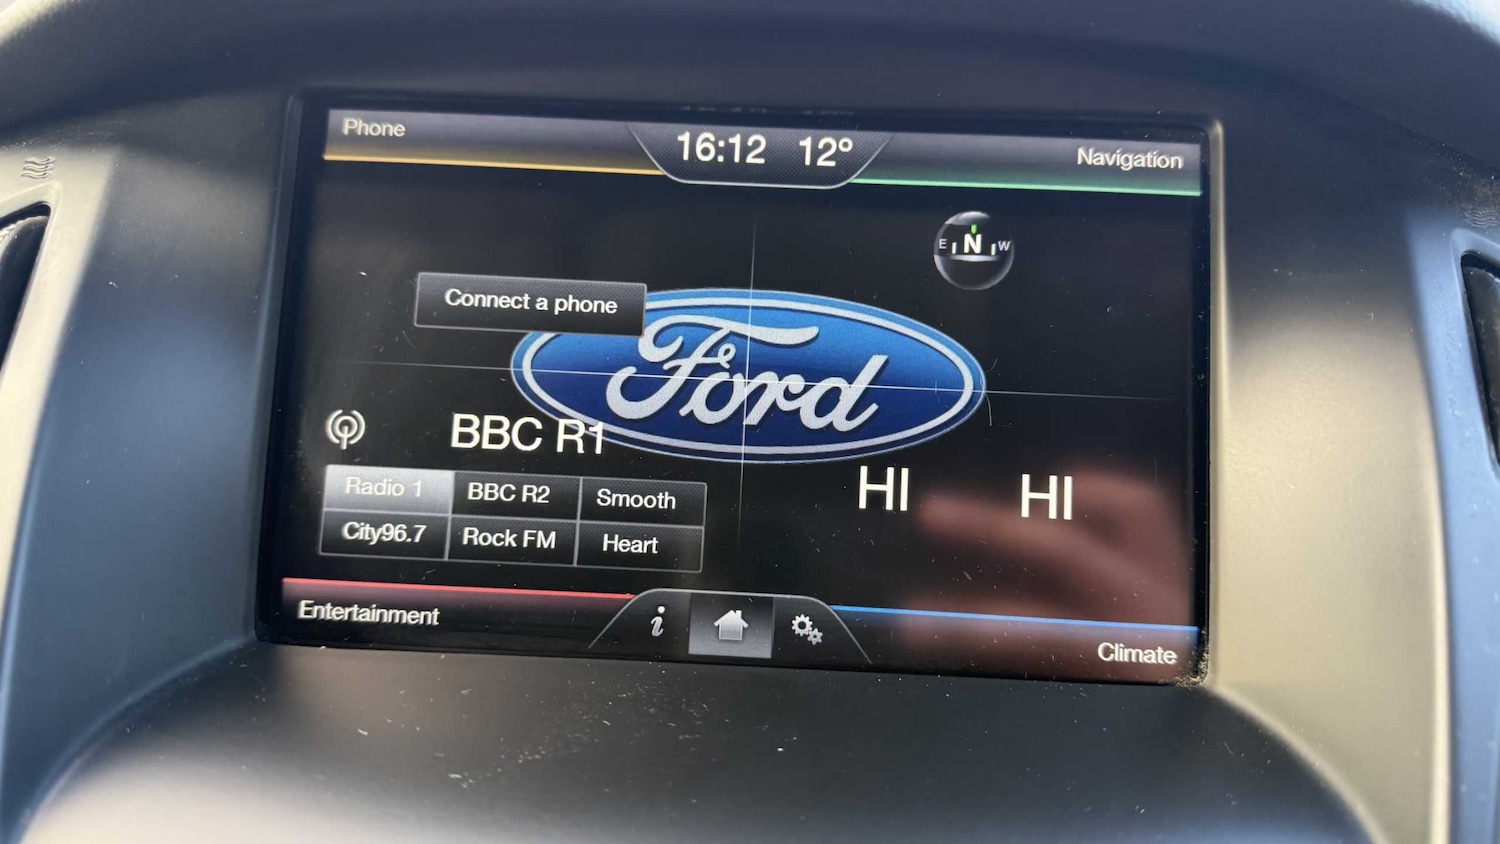 Phone
16:12 12°
Navigation
E N W
Connect a phone
Ford
BBC R1
HI HI
Radio 1 BBC R2 Smooth
City96.7 Rock FM Heart
Entertainment
i
Climate